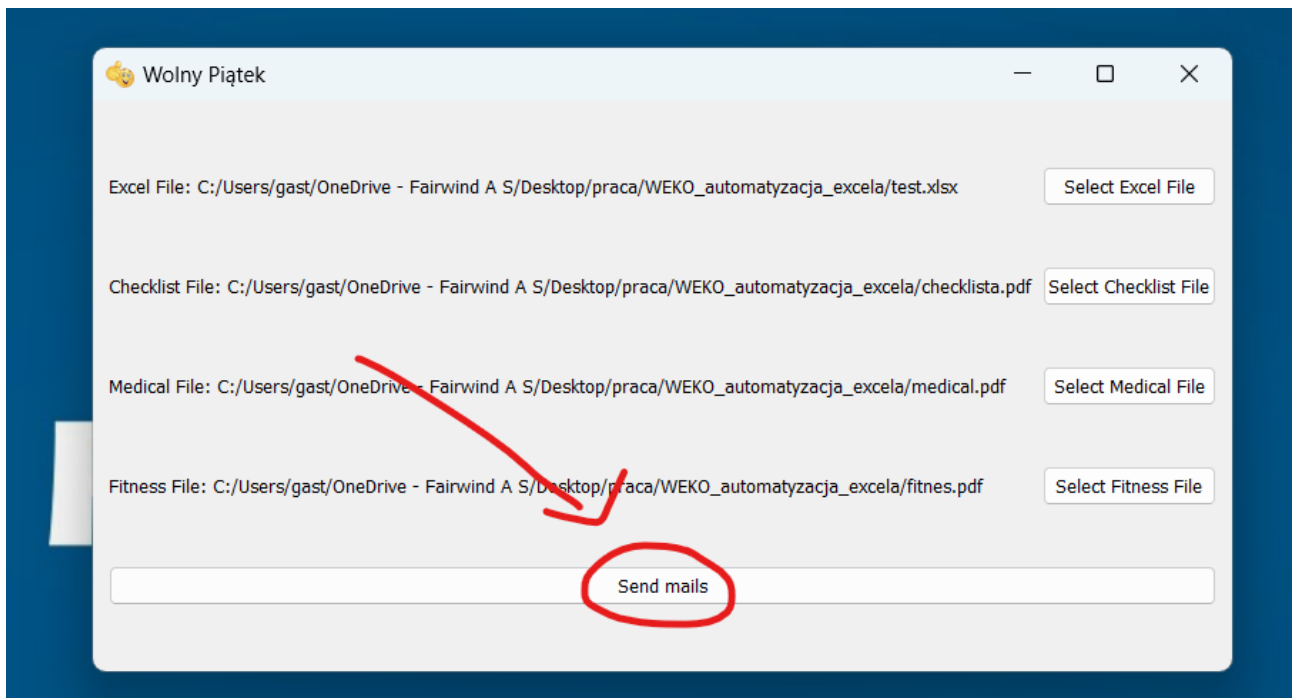 Wolny Piątek
Excel File: C:/Users/gast/OneDrive - Fairwind A S/Desktop/praca/WEKO_automatyzacja_excela/test.xlsx Select Excel File
Checklist File: C:/Users/gast/OneDrive - Fairwind A S/Desktop/praca/WEKO_automatyzacja_excela/checklista.pdf Select Checklist File
Medical File: C:/Users/gast/OneDrive - Fairwind A S/Desktop/praca/WEKO_automatyzacja_excela/medical.pdf Select Medical File
Fitness File: C:/Users/gast/OneDrive - Fairwind A S/Desktop/praca/WEKO_automatyzacja_excela/fitnes.pdf Select Fitness File
Send mails